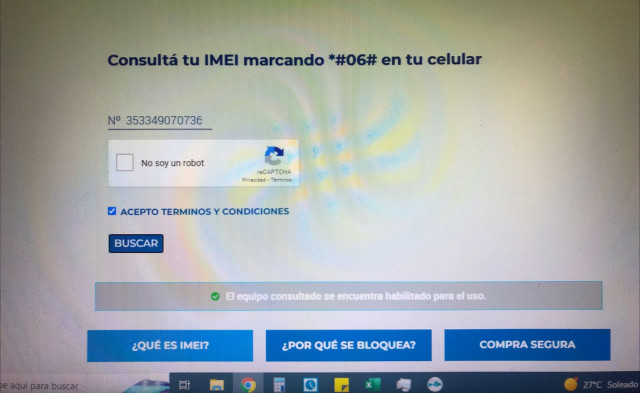 Consultá tu IMEI marcando *#06# en tu celular
Nº 353349070736
No soy un robot
reCAPTCHA
Privacidad - Términos
ACEPTO TERMINOS Y CONDICIONES
BUSCAR
El equipo consultado se encuentra habilitado para el uso.
¿QUÉ ES IMEI?
¿POR QUÉ SE BLOQUEA?
COMPRA SEGURA
be aquí para buscar
27°C Soleado